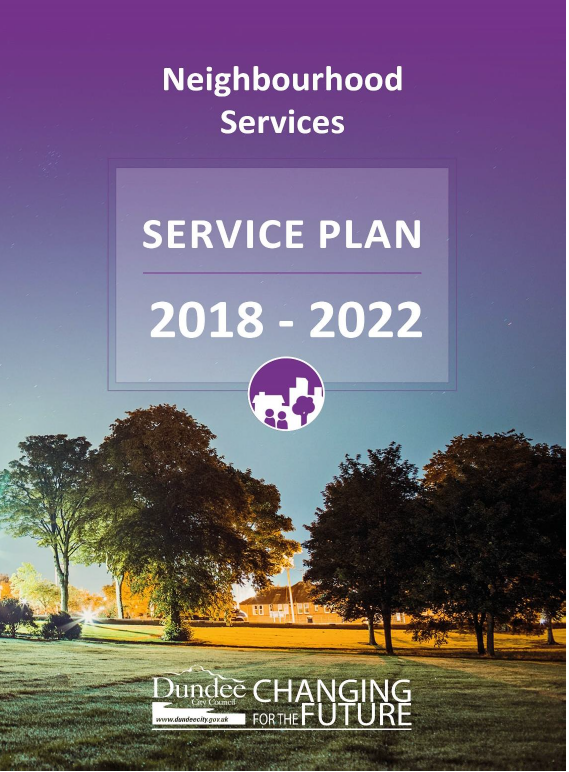 Neighbourhood
Services
SERVICE PLAN
2018 - 2022
Dundee
City Council
www.dundeecity.gov.uk
CHANGING
FOR THE FUTURE